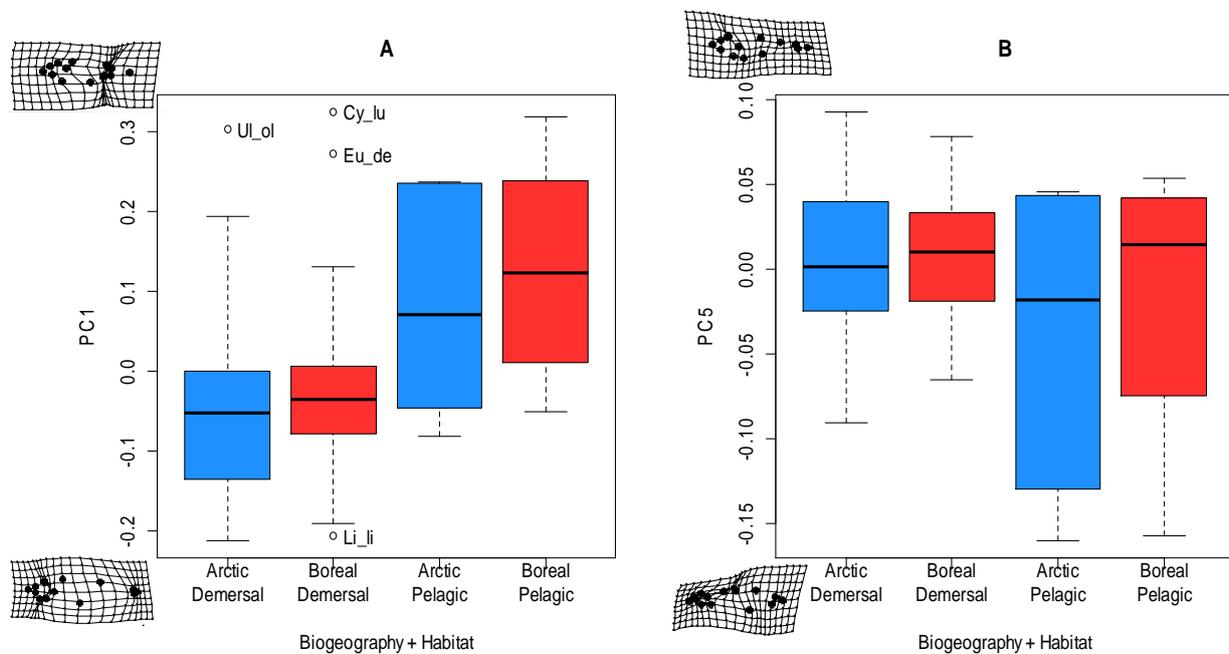 A
PC1
0.3
0.2
0.1
0.0
-0.1
-0.2
Ul_ol
Cy_lu
Eu_de
Li_li
Arctic Boreal Arctic Boreal
Demersal Demersal Pelagic Pelagic
Biogeography + Habitat
B
PC5
0.10
0.05
0.00
-0.05
-0.10
-0.15
Arctic Boreal Arctic Boreal
Demersal Demersal Pelagic Pelagic
Biogeography + Habitat